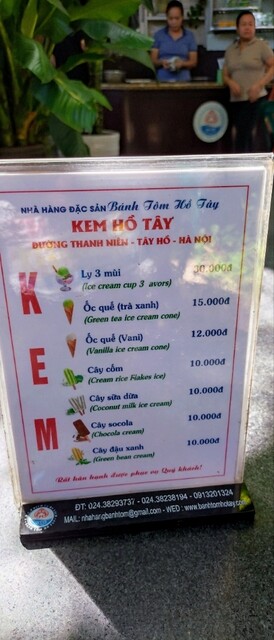 NHÀ HÀNG ĐẶC SẢN Bánh Tôm Hồ Tây
KEM HỒ TÂY
ĐƯỜNG THANH NIÊN - TÂY HỒ - HÀ NỘI
KEM
Ly 3 mùi 30.000đ
(Ice cream cup 3 avors)
Ốc quế (trà xanh) 15.000đ
(Green tea ice cream cone)
Ốc quế (Vani) 12.000đ
(Vanilla ice cream cone)
Cây cốm 10.000đ
(Cream rice Flakes ice)
Cây sữa dừa 10.000đ
(Coconut milk ice cream)
Cây socola 10.000đ
(Chocola cream)
Cây đậu xanh 10.000đ
(Green bean cream)
Rất hân hạnh được phục vụ Quý khách!
ĐT: 024.38293737 - 024.38238194 - 0913201324
MAIL: nhahangbanhtom@gmail.com - WED : www.banhtomhotay.